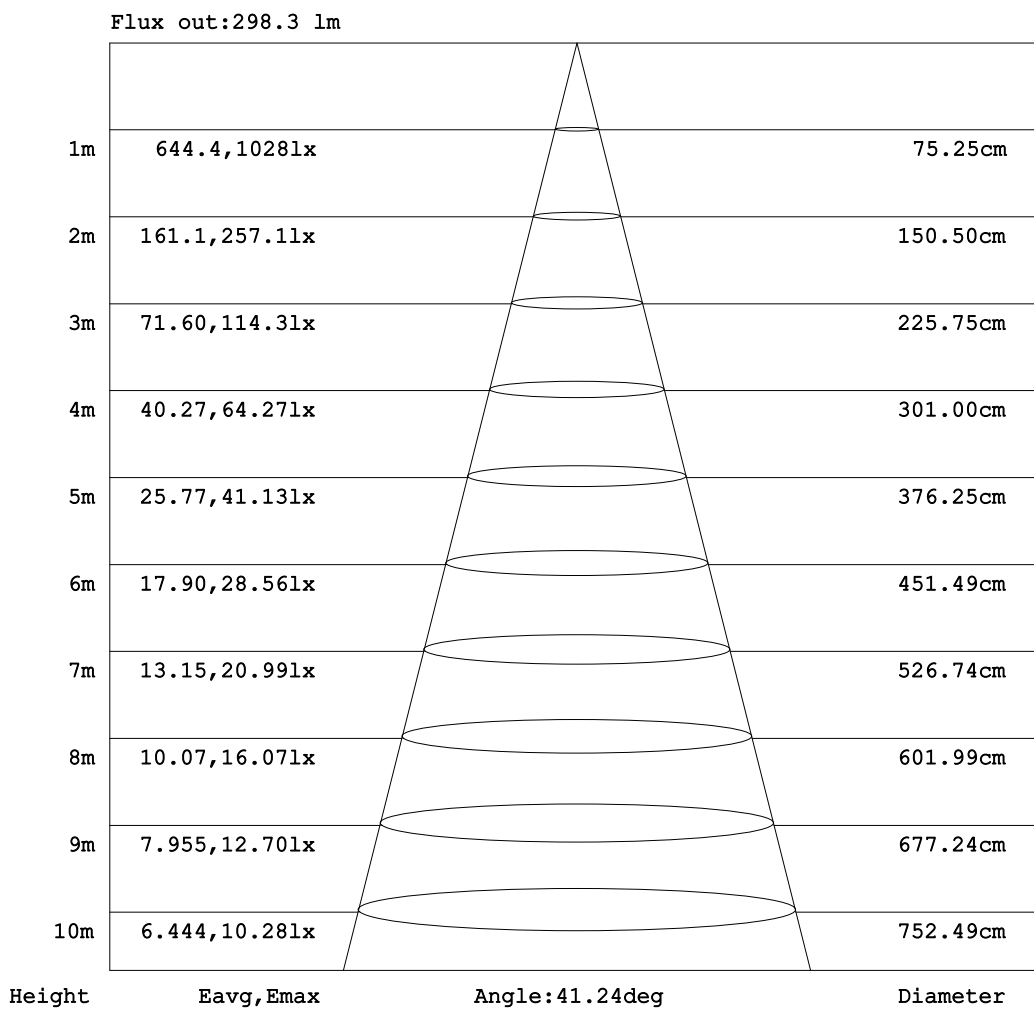 Flux out:298.3 lm
1m 644.4,1028lx 75.25cm
2m 161.1,257.1lx 150.50cm
3m 71.60,114.3lx 225.75cm
4m 40.27,64.27lx 301.00cm
5m 25.77,41.13lx 376.25cm
6m 17.90,28.56lx 451.49cm
7m 13.15,20.99lx 526.74cm
8m 10.07,16.07lx 601.99cm
9m 7.955,12.70lx 677.24cm
10m 6.444,10.28lx 752.49cm
Height Eavg,Emax Angle:41.24deg Diameter